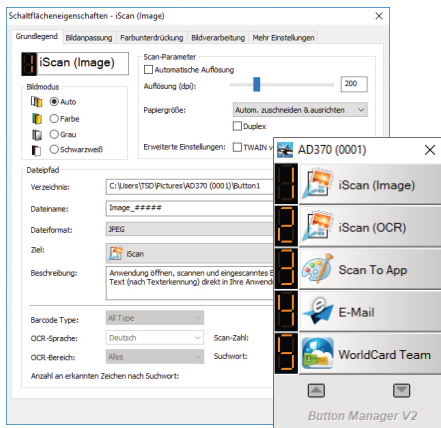 Schaltflächeneigenschaften - iScan (Image)
Grundlegend Bildanpassung Farbunterdrückung Bildverarbeitung Mehr Einstellungen
1 iScan (Image)
Bildmodus
Auto
Farbe
Grau
Schwarzweiß
Scan-Parameter
Automatische Auflösung
Auflösung (dpi): 200
Papiergröße: Autom. zuschneiden & ausrichten
Duplex
Erweiterte Einstellungen: TWAIN
Dateipfad
Verzeichnis: C:\Users\TSD\Pictures\AD370 (0001)\Button1
Dateiname: Image_#####
Dateiformat: JPEG
Ziel: iScan
Beschreibung: Anwendung öffnen, scannen und eingescanntes
Text (nach Texterkennung) direkt in Ihre
Barcode Type: All Type
OCR-Sprache: Deutsch Scan-Zahl:
OCR-Bereich: Alles Suchwort:
Anzahl an erkannten Zeichen nach Suchwort:
AD370 (0001)
1 iScan (Image)
2 iScan (OCR)
3 Scan To App
4 E-Mail
5 WorldCard Team
Button Manager V2